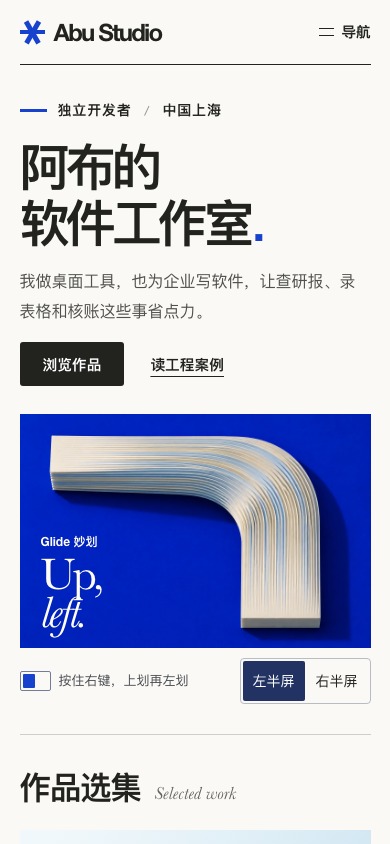 Abu Studio
导航
独立开发者 / 中国上海
阿布的
软件工作室.
我做桌面工具，也为企业写软件，让查研报、录
表格和核账这些事省点力。
浏览作品
读工程案例
Glide 妙划
Up,
left.
按住右键，上划再左划
左半屏
右半屏
作品选集
Selected work